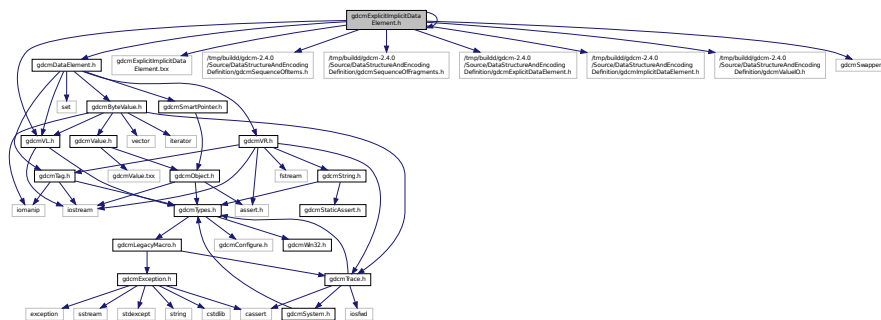 gdcmExplicitImplicitData
Element.h
gdcmDataElement.h
gdcmExplicitImplicitData
Element.txx
/tmp/buildd/gdcm-2.4.0
/Source/DataStructureAndEncoding
Definition/gdcmSequenceOfItems.h
/tmp/buildd/gdcm-2.4.0
/Source/DataStructureAndEncoding
Definition/gdcmSequenceOfFragments.h
/tmp/buildd/gdcm-2.4.0
/Source/DataStructureAndEncoding
Definition/gdcmExplicitDataElement.h
/tmp/buildd/gdcm-2.4.0
/Source/DataStructureAndEncoding
Definition/gdcmImplicitDataElement.h
/tmp/buildd/gdcm-2.4.0
/Source/DataStructureAndEncoding
Definition/gdcmValueIO.h
set
gdcmByteValue.h
gdcmSmartPointer.h
gdcmVL.h
gdcmValue.h
vector
iterator
gdcmVR.h
gdcmTag.h
gdcmValue.txx
gdcmObject.h
fstream
gdcmString.h
iomanip
iostream
gdcmTypes.h
assert.h
gdcmStaticAssert.h
gdcmLegacyMacro.h
gdcmConfigure.h
gdcmWin32.h
gdcmException.h
gdcmTrace.h
exception
sstream
stdexcept
string
cstdlib
cassert
gdcmSystem.h
iosfwd